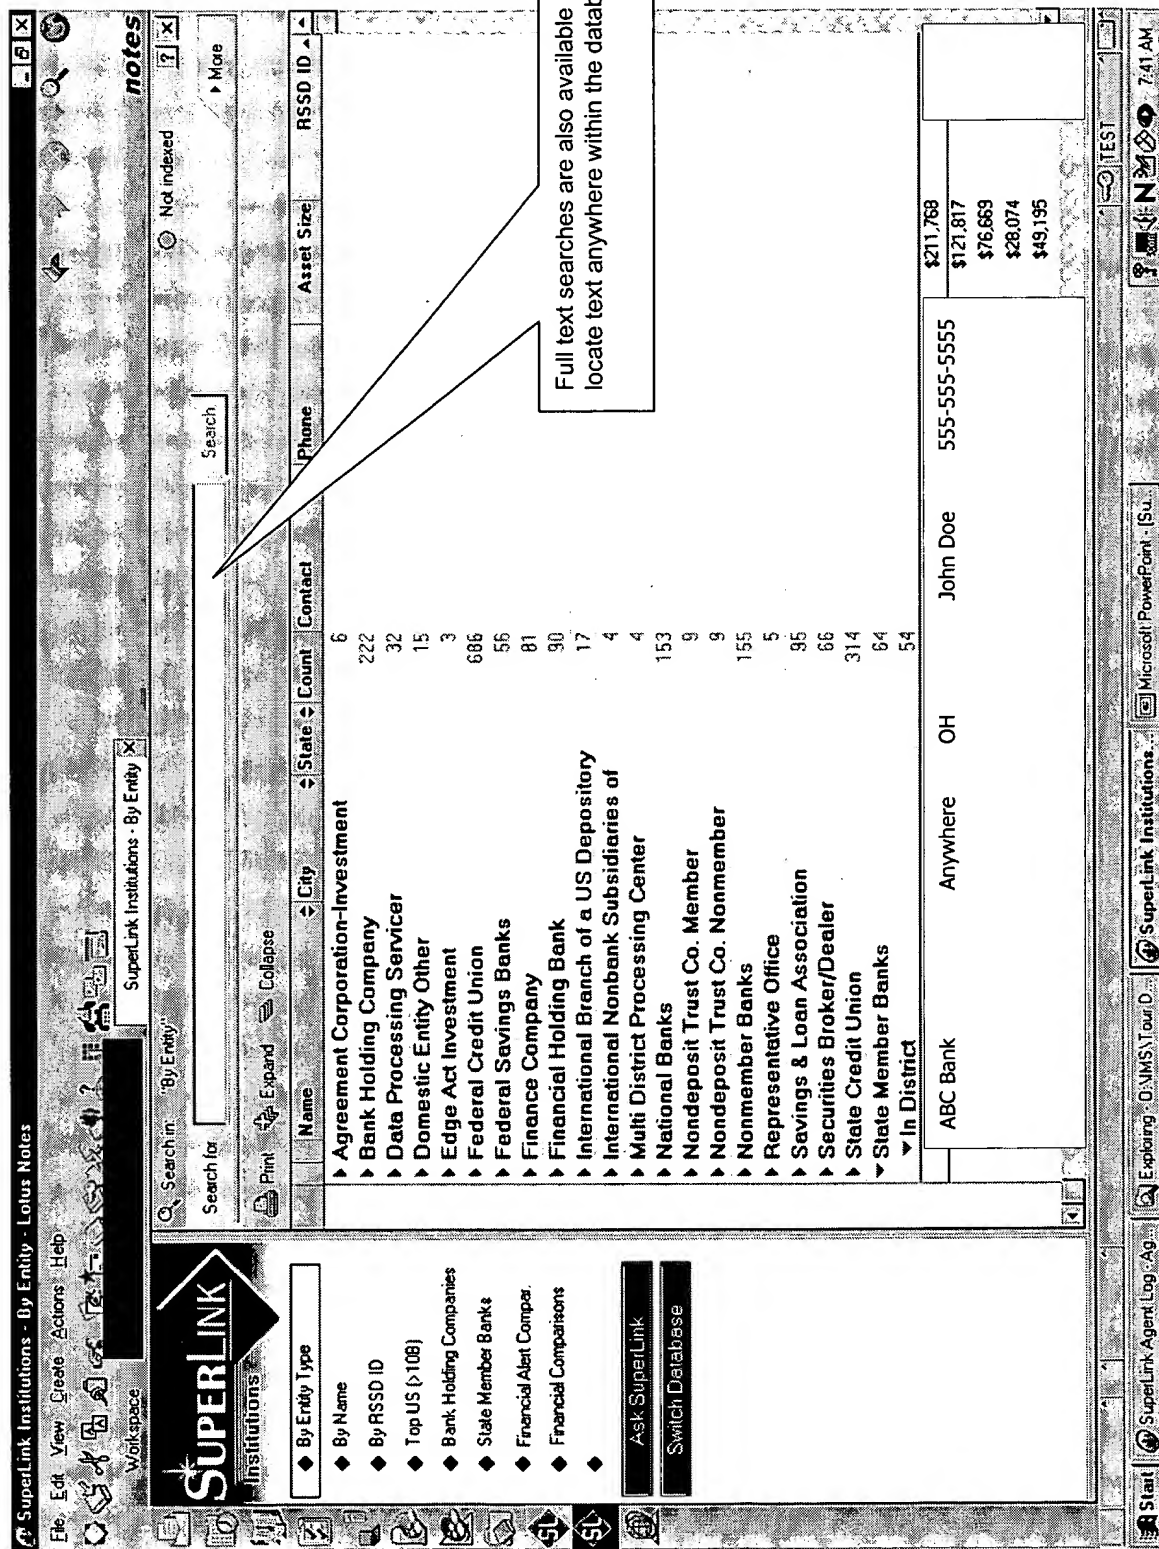 SuperLink Institutions - By Entity - Lotus Notes
File Edit View Create Actions Help
Workspace
SuperLink Institutions - By Entity
notes
SUPERLINK
Institutions
By Entity Type
By Name
By RSSD ID
Top US (>10B)
Bank Holding Companies
State Member Banks
Financial Alert Compar.
Financial Comparisons
Ask SuperLink
Switch Database
Search in: "By Entity"
Not indexed
Search for
Search
More
Print Expand Collapse
Name City State Count Contact Phone Asset Size RSSD ID
Agreement Corporation-Investment 6
Bank Holding Company 222
Data Processing Servicer 32
Domestic Entity Other 15
Edge Act Investment 3
Federal Credit Union 686
Federal Savings Banks 56
Finance Company 81
Financial Holding Bank 90
International Branch of a US Depository 17
International Nonbank Subsidiaries of 4
Multi District Processing Center 4
National Banks 153
Nondeposit Trust Co. Member 9
Nondeposit Trust Co. Nonmember 9
Nonmember Banks 155
Representative Office 5
Savings & Loan Association 95
Securities Broker/Dealer 66
State Credit Union 314
State Member Banks 64
In District 54
ABC Bank Anywhere OH John Doe 555-555-5555 $211,768
$121,817
$76,669
$28,074
$49,195
Full text searches are also available
locate text anywhere within the datab
TEST
Start SuperLink Agent Log - Ag... Exploring - D:\NMS\Tour D... SuperLink Institutions... Microsoft PowerPoint - [Su... 7:41 AM